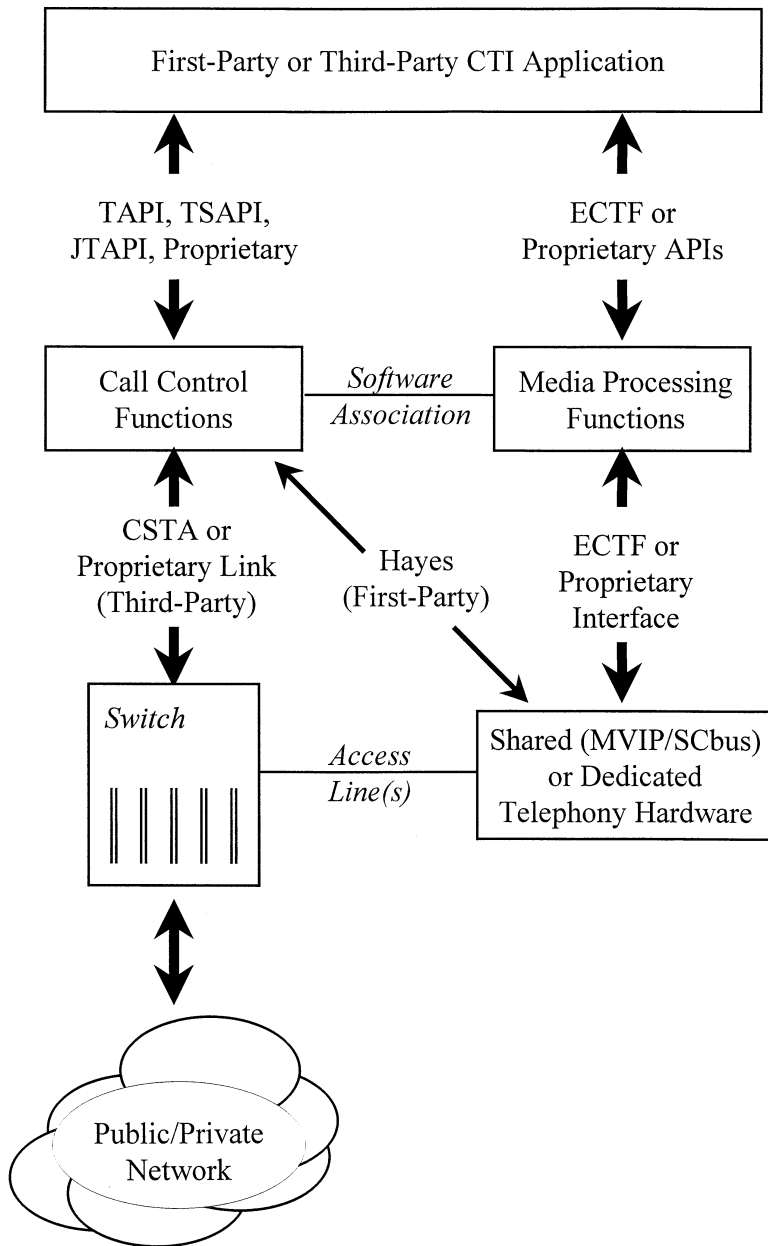 First-Party or Third-Party CTI Application
TAPI, TSAPI,
JTAPI, Proprietary
ECTF or
Proprietary APIs
Call Control
Functions
Software
Association
Media Processing
Functions
CSTA or
Proprietary Link
(Third-Party)
Hayes
(First-Party)
ECTF or
Proprietary
Interface
Switch
Access
Line(s)
Shared (MVIP/SCbus)
or Dedicated
Telephony Hardware
Public/Private
Network